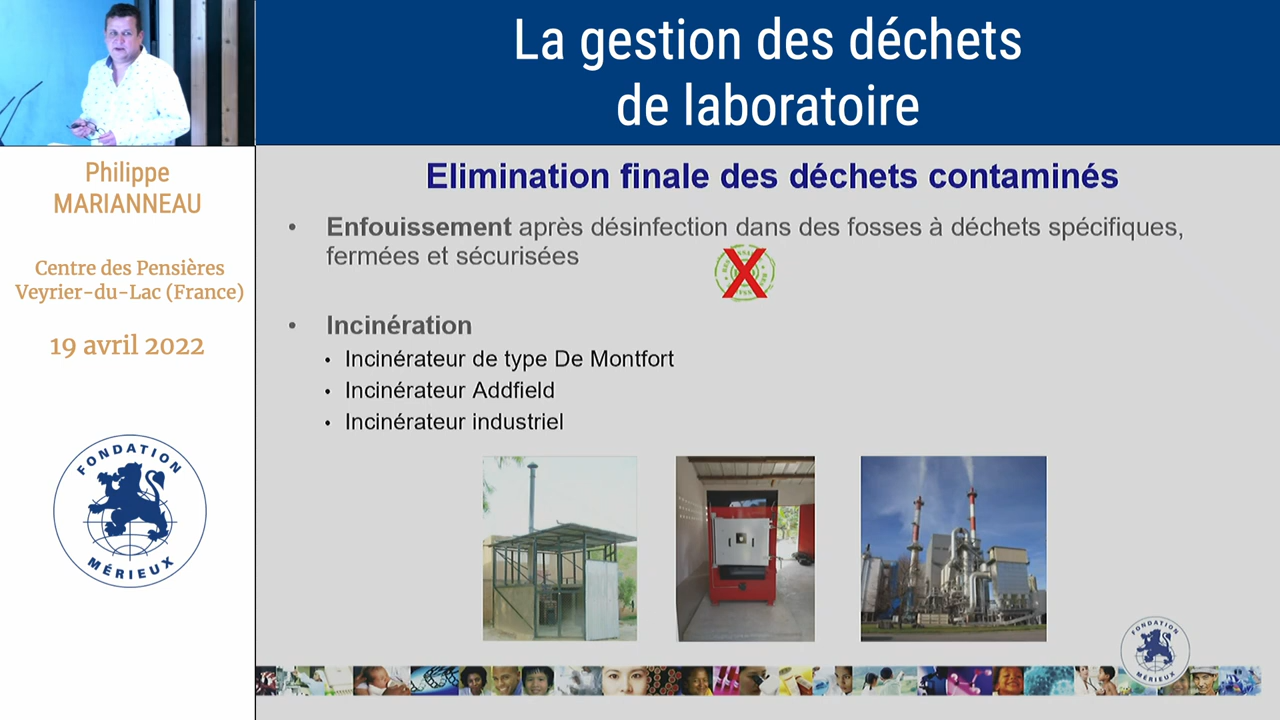 La gestion des déchets
de laboratoire
Philippe
MARIANNEAU
Centre des Pensières
Veyrier-du-Lac (France)
19 avril 2022
FONDATION
MÉRIEUX
Elimination finale des déchets contaminés
• Enfouissement après désinfection dans des fosses à déchets spécifiques,
fermées et sécurisées
• Incinération
• Incinérateur de type De Montfort
• Incinérateur Addfield
• Incinérateur industriel
FONDATION
MÉRIEUX